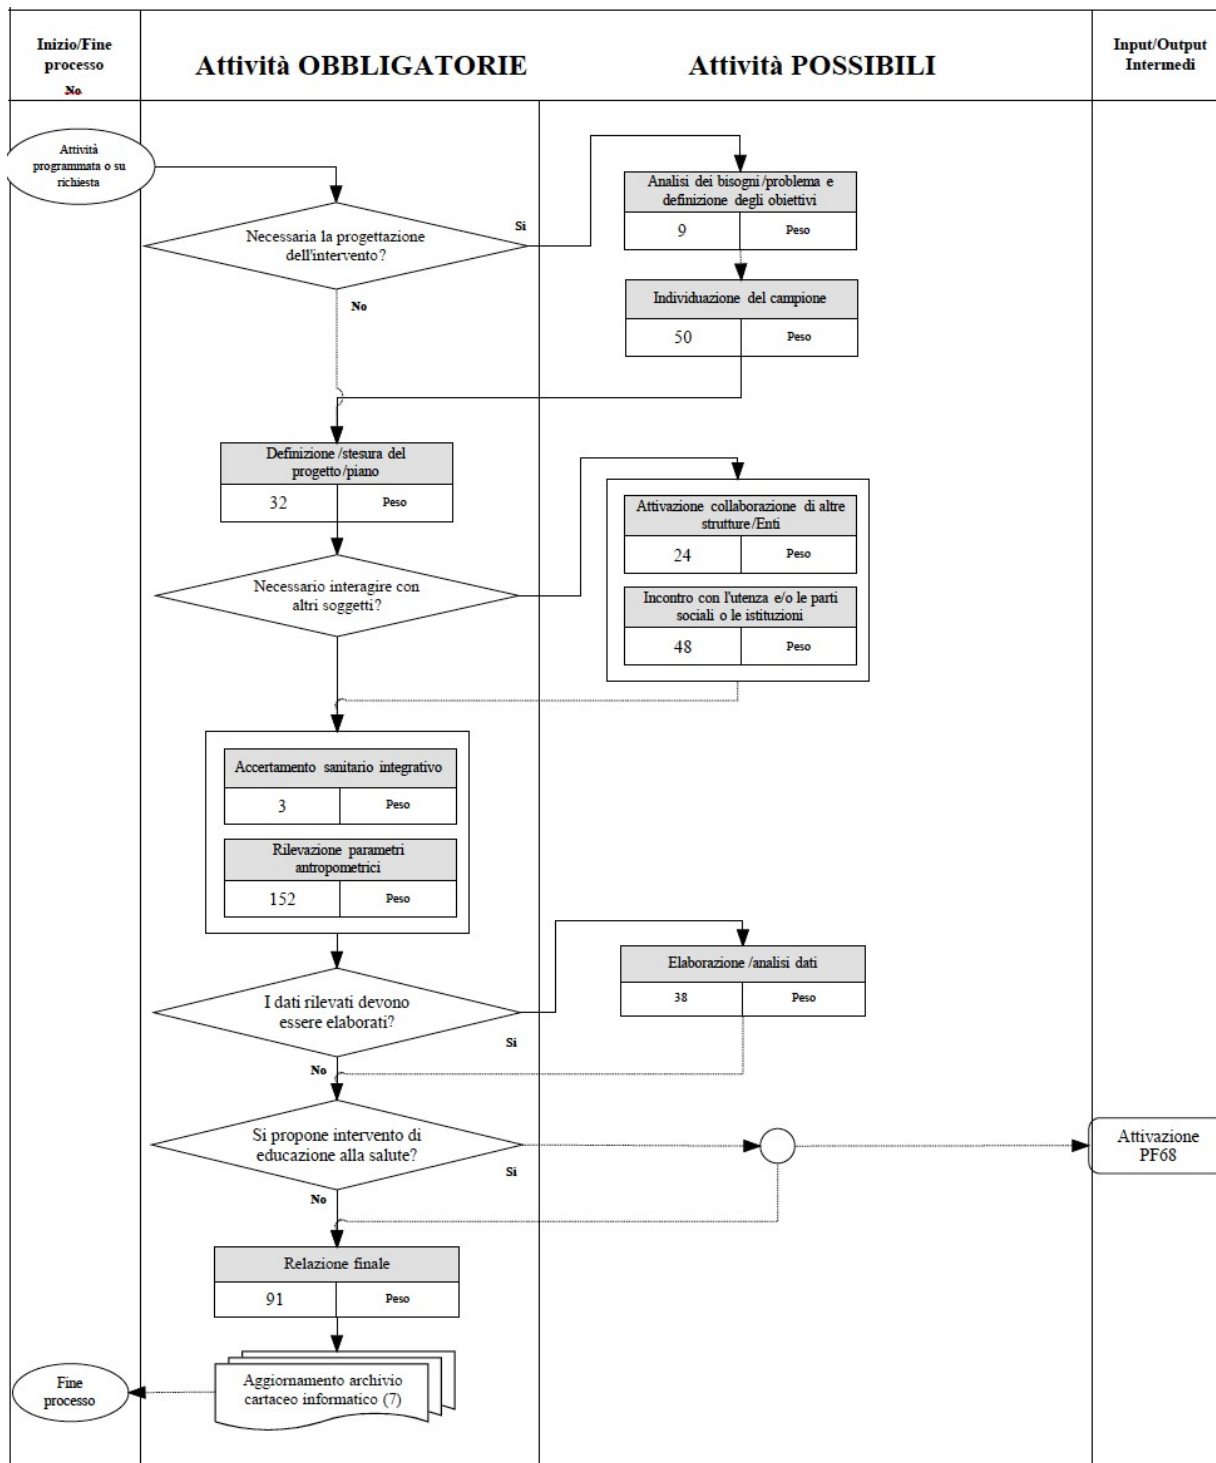 Inizio/Fine
processo
No
Attività OBBLIGATORIE
Attività POSSIBILI
Input/Output
Intermedi
Attività
programmata o su
richiesta
Necessaria la progettazione
dell'intervento?
Si
No
Analisi dei bisogni/problema e
definizione degli obiettivi
9 Peso
Individuazione del campione
50 Peso
Definizione/stesura del
progetto/piano
32 Peso
Necessario interagire con
altri soggetti?
Attivazione collaborazione di altre
strutture/Enti
24 Peso
Incontro con l'utenza e/o le parti
sociali o le istituzioni
48 Peso
Accertamento sanitario integrativo
3 Peso
Rilevazione parametri
antropometrici
152 Peso
I dati rilevati devono
essere elaborati?
Si
No
Elaborazione/analisi dati
38 Peso
Si propone intervento di
educazione alla salute?
Si
No
Attivazione
PF68
Relazione finale
91 Peso
Aggiornamento archivio
cartaceo informatico (7)
Fine
processo